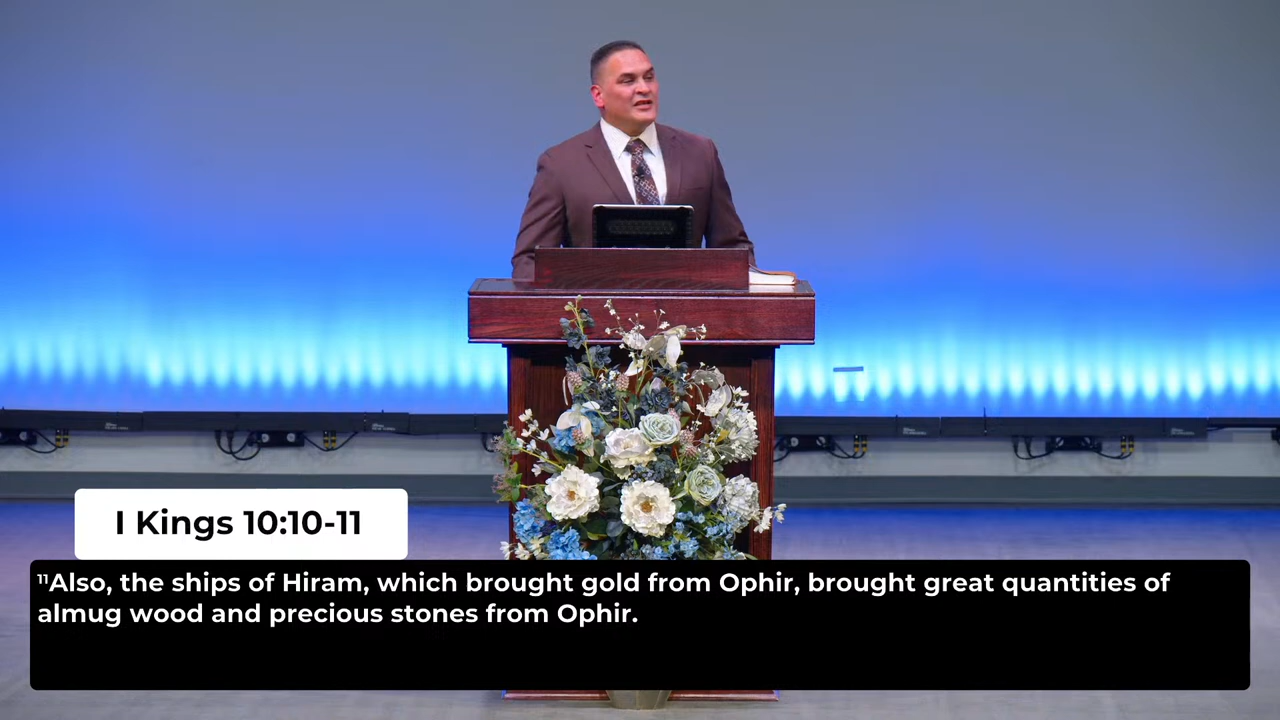 I Kings 10:10-11
¹¹Also, the ships of Hiram, which brought gold from Ophir, brought great quantities of
almug wood and precious stones from Ophir.